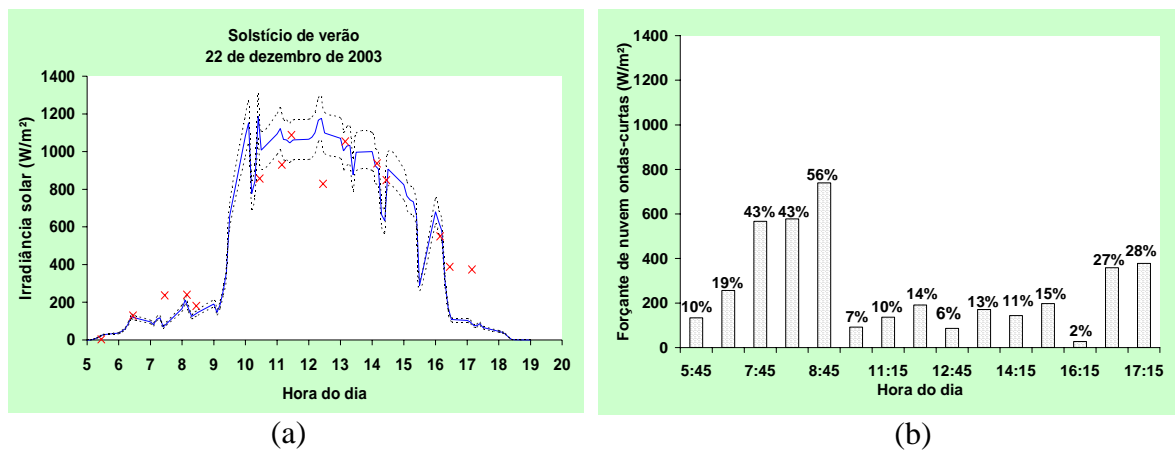 Solstício de verão
22 de dezembro de 2003
Irradiância solar (W/m²)
1400
1200
1000
800
600
400
200
0
5 6 7 8 9 10 11 12 13 14 15 16 17 18 19 20
Hora do dia
(a)
Forçante de nuvem ondas-curtas (W/m²)
1400
1200
1000
800
600
400
200
0
10% 19% 43% 43% 56% 7% 10% 14% 6% 13% 11% 15% 2% 27% 28%
5:45 7:45 8:45 11:15 12:45 14:15 16:15 17:15
Hora do dia
(b)